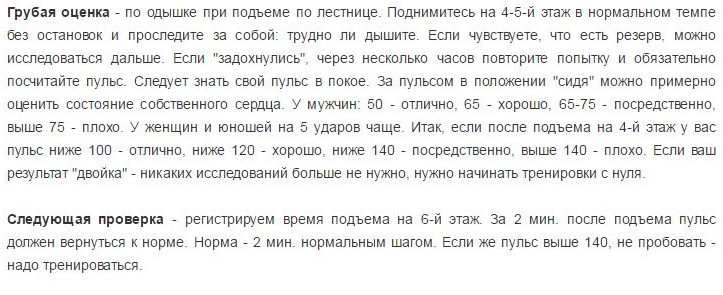 Грубая оценка - по одышке при подъеме по лестнице. Поднимитесь на 4-5-й этаж в нормальном темпе
без остановок и проследите за собой: трудно ли дышите. Если чувствуете, что есть резерв, можно
исследоваться дальше. Если "задохнулись", через несколько часов повторите попытку и обязательно
посчитайте пульс. Следует знать свой пульс в покое. За пульсом в положении "сидя" можно примерно
оценить состояние собственного сердца. У мужчин: 50 - отлично, 65 - хорошо, 65-75 - посредственно,
выше 75 - плохо. У женщин и юношей на 5 ударов чаще. Итак, если после подъема на 4-й этаж у вас
пульс ниже 100 - отлично, ниже 120 - хорошо, ниже 140 - посредственно, выше 140 - плохо. Если ваш
результат "двойка" - никаких исследований больше не нужно, нужно начинать тренировки с нуля.
Следующая проверка - регистрируем время подъема на 6-й этаж. За 2 мин. после подъема пульс
должен вернуться к норме. Норма - 2 мин. нормальным шагом. Если же пульс выше 140, не пробовать -
надо тренироваться.